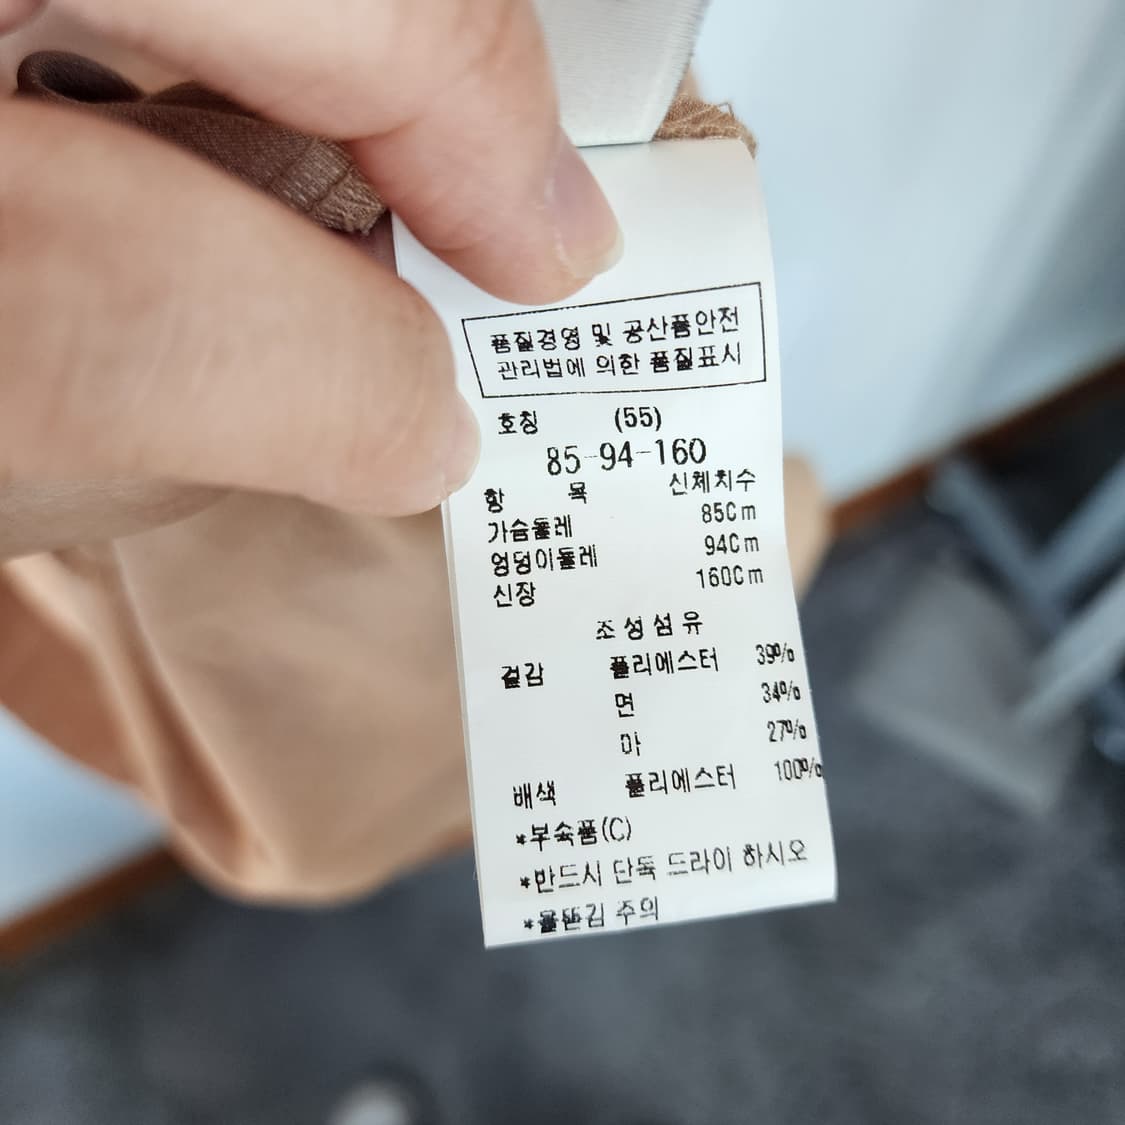 품질경영 및 공산품안전
관리법에 의한 품질표시
호칭 (55)
85-94-160
항 목 신체치수
가슴둘레 85Cm
엉덩이둘레 94Cm
신장 160Cm
조성섬유
겉감 폴리에스터 39%
면 34%
마 27%
배색 폴리에스터 100%
*부속품(C)
*반드시 단독 드라이 하시오
*올뜯김 주의